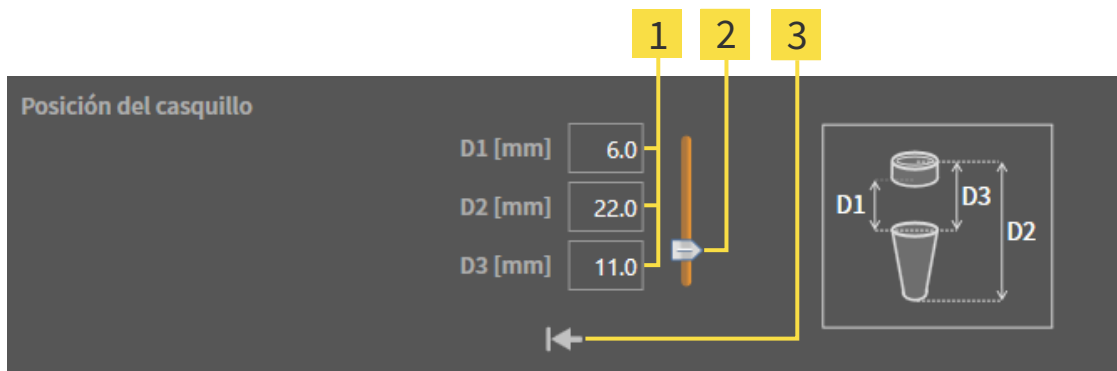 1 2 3
Posición del casquillo
D1 [mm] 6.0
D2 [mm] 22.0
D3 [mm] 11.0
D1
D3
D2